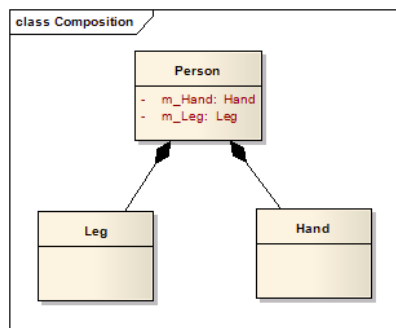 class Composition
Person
- m_Hand: Hand
- m_Leg: Leg
Leg
Hand